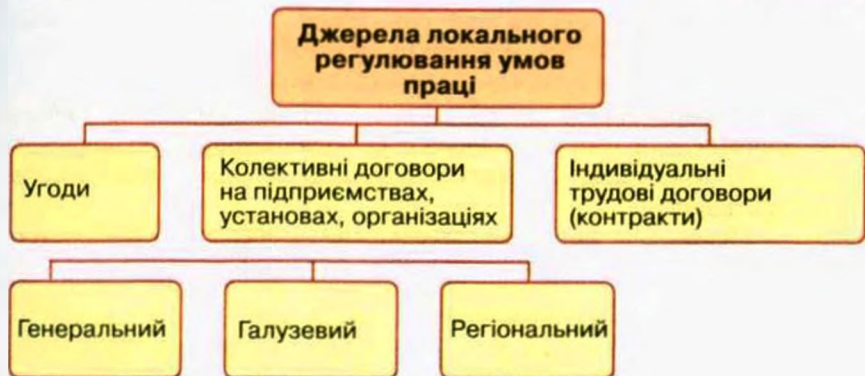 Джерела локального
регулювання умов
праці
Угоди
Колективні договори
на підприємствах,
установах, організаціях
Індивідуальні
трудові договори
(контракти)
Генеральний
Галузевий
Регіональний